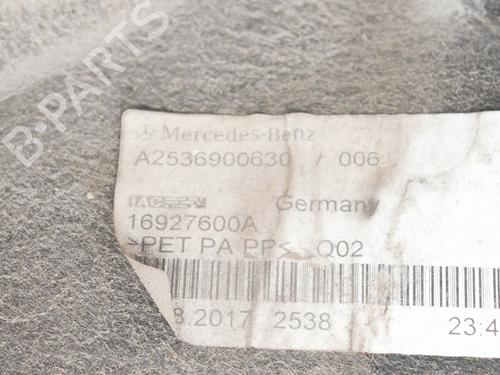 B-PARTS
Mercedes-Benz
A2536900630 / 006
IAC Germany
16927600A
>PET PA PP< Q02
8.2017 2538 23:4